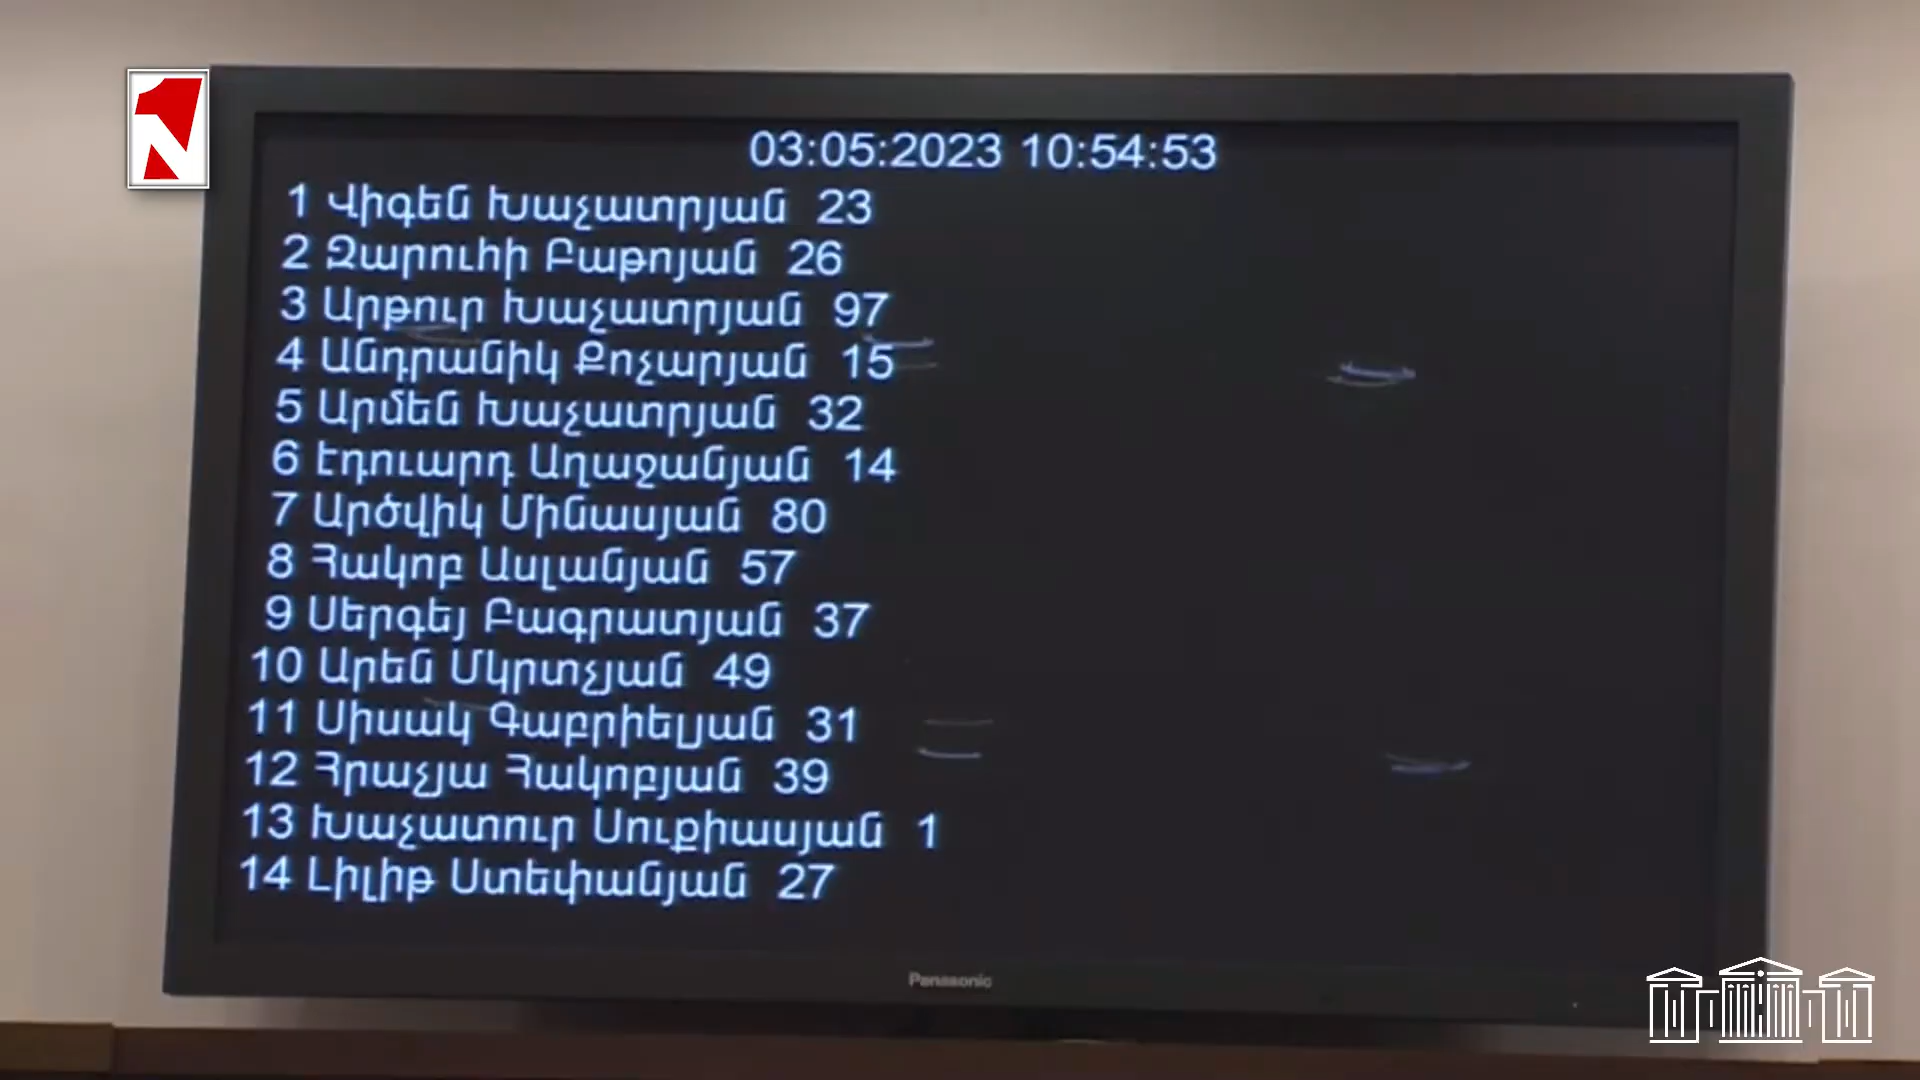 03:05:2023 10:54:53
1 Վիգեն Խաչատրյան 23
2 Զարուհի Բաթոյան 26
3 Արթուր Խաչատրյան 97
4 Անդրանիկ Քոչարյան 15
5 Արմեն Խաչատրյան 32
6 Էդուարդ Աղաջանյան 14
7 Արծվիկ Մինասյան 80
8 Հակոբ Ասլանյան 57
9 Սերգեյ Բագրատյան 37
10 Արեն Մկրտչյան 49
11 Սիսակ Գաբրիելյան 31
12 Հրաչյա Հակոբյան 39
13 Խաչատուր Սուքիասյան 1
14 Լիլիթ Ստեփանյան 27
Panasonic